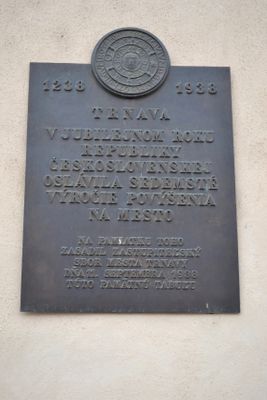 1238 1938
TRNAVA
V JUBILEJNOM ROKU
REPUBLIKY
ČESKOSLOVENSKEJ
OSLÁVILA SEDEMSTÉ
VÝROČIE POVÝŠENIA
NA MESTO
NA PAMIATKU TOHO
ZASADIL ZASTUPITEĽSKÝ
SBOR MESTA TRNAVY
DŇA 11. SEPTEMBRA 1938
TÚTO PAMÄTNÚ TABUĽU